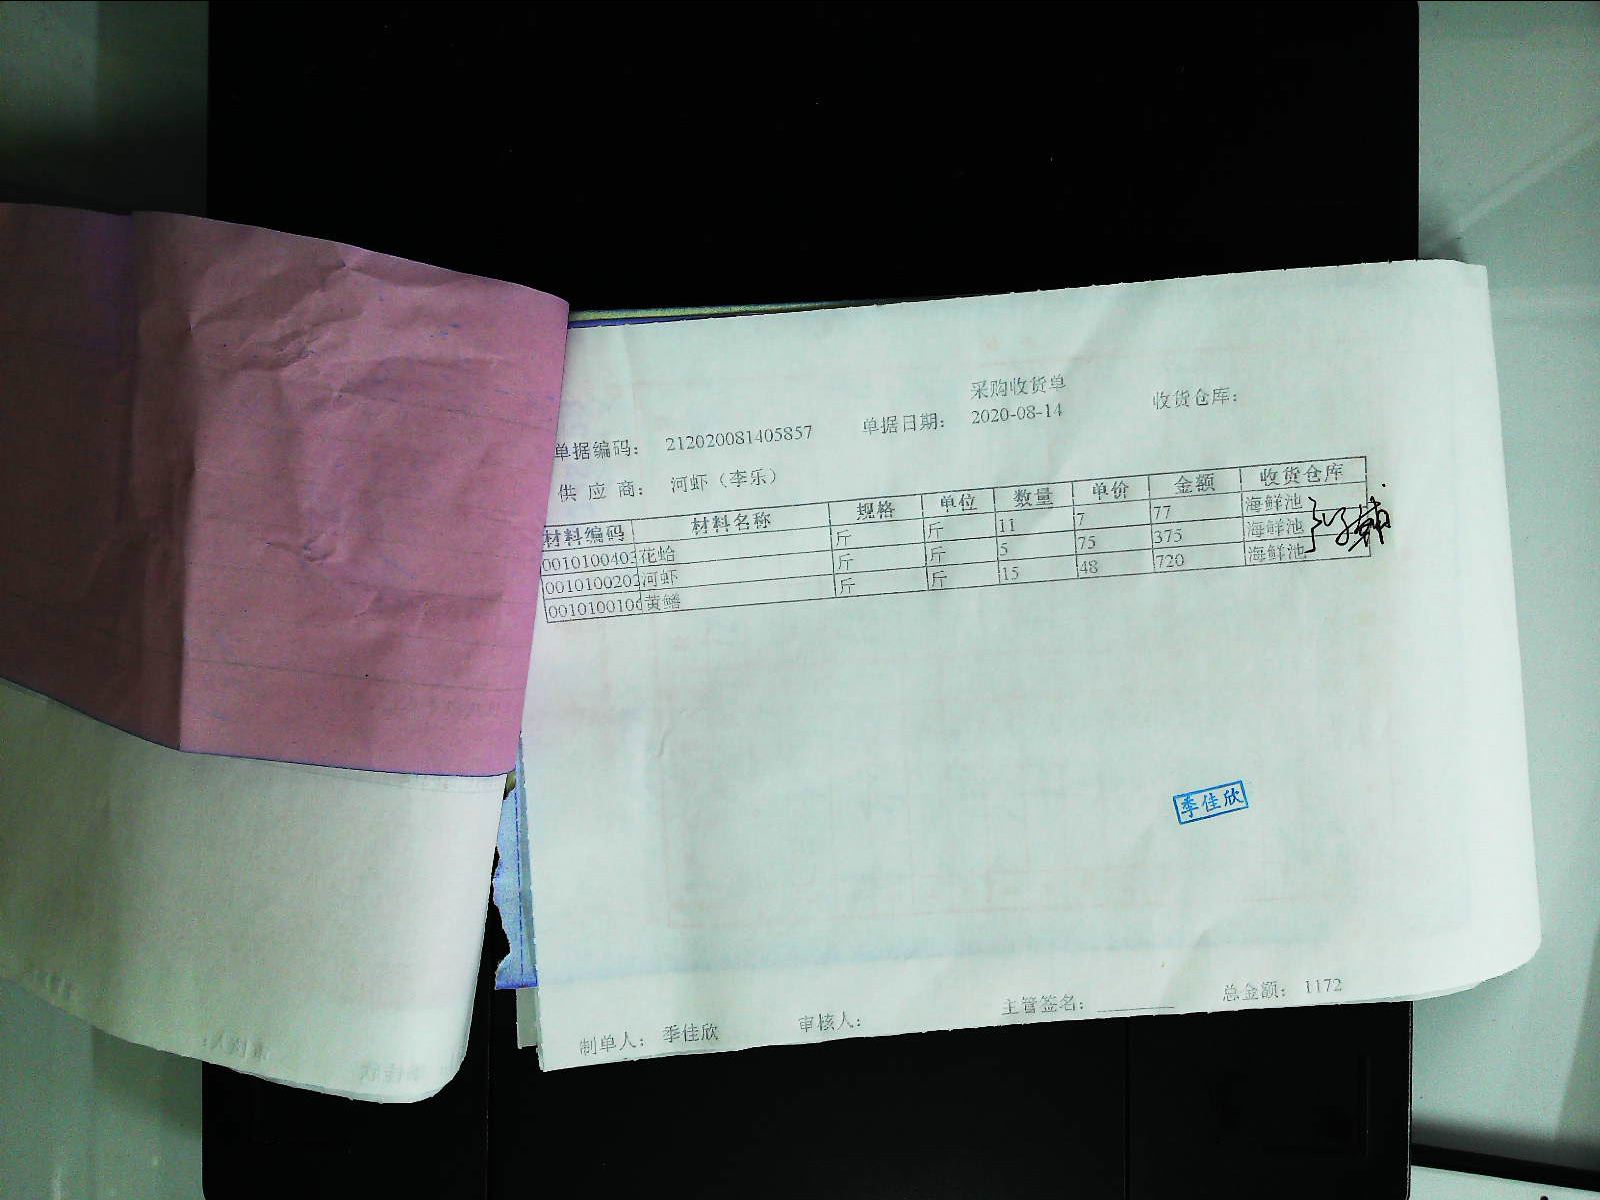 采购收货单
单据编码： 212020081405857 单据日期： 2020-08-14 收货仓库：
供 应 商： 河虾（李乐）
材料编码 材料名称 规格 单位 数量 单价 金额 收货仓库
0010100403 花蛤 斤 斤 11 7 77 海鲜池
0010100202 河虾 斤 斤 5 75 375 海鲜池
001010010 黄鳝 斤 斤 15 48 720 海鲜池
季佳欣
制单人： 季佳欣 审核人： 主管签名： 总金额： 1172